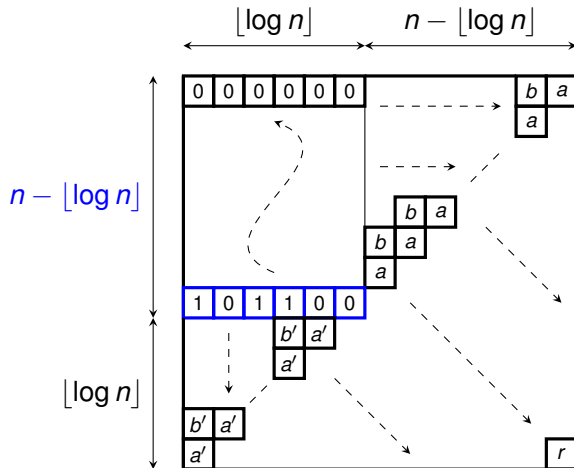 ⌊log n⌋ n − ⌊log n⌋
0 0 0 0 0 0 b a
a
n − ⌊log n⌋
b a
b a
a
1 0 1 1 0 0
b′ a′
a′
⌊log n⌋
b′ a′
a′ r